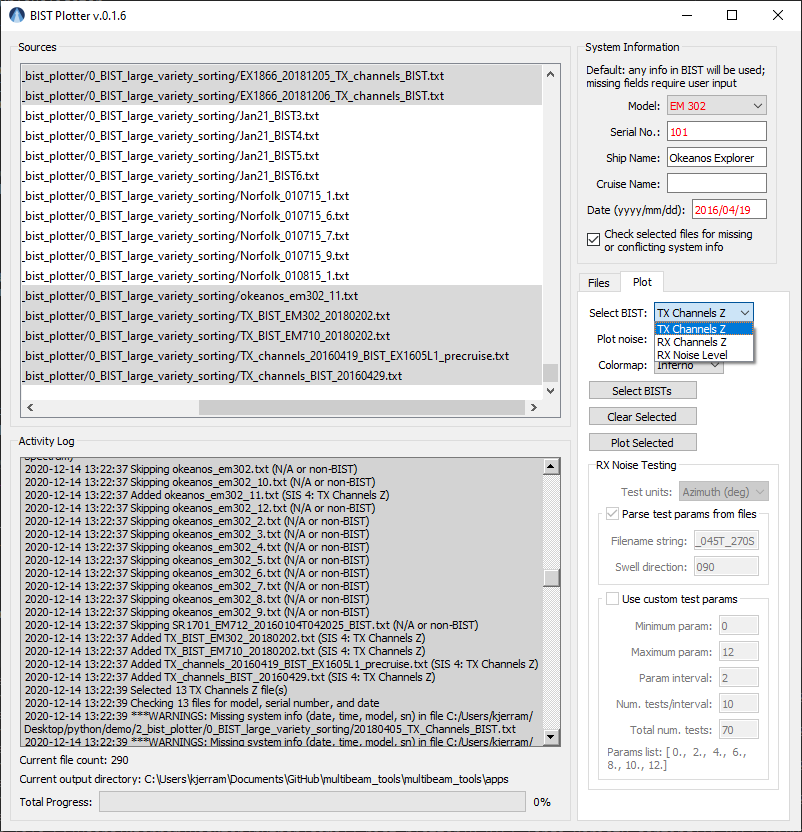 BIST Plotter v.0.1.6
Sources
_bist_plotter/0_BIST_large_variety_sorting/EX1866_20181205_TX_channels_BIST.txt
_bist_plotter/0_BIST_large_variety_sorting/EX1866_20181206_TX_channels_BIST.txt
_bist_plotter/0_BIST_large_variety_sorting/Jan21_BIST3.txt
_bist_plotter/0_BIST_large_variety_sorting/Jan21_BIST4.txt
_bist_plotter/0_BIST_large_variety_sorting/Jan21_BIST5.txt
_bist_plotter/0_BIST_large_variety_sorting/Jan21_BIST6.txt
_bist_plotter/0_BIST_large_variety_sorting/Norfolk_010715_1.txt
_bist_plotter/0_BIST_large_variety_sorting/Norfolk_010715_6.txt
_bist_plotter/0_BIST_large_variety_sorting/Norfolk_010715_7.txt
_bist_plotter/0_BIST_large_variety_sorting/Norfolk_010715_9.txt
_bist_plotter/0_BIST_large_variety_sorting/Norfolk_010815_1.txt
_bist_plotter/0_BIST_large_variety_sorting/okeanos_em302_11.txt
_bist_plotter/0_BIST_large_variety_sorting/TX_BIST_EM302_20180202.txt
_bist_plotter/0_BIST_large_variety_sorting/TX_BIST_EM710_20180202.txt
_bist_plotter/0_BIST_large_variety_sorting/TX_channels_20160419_BIST_EX1605L1_precruise.txt
_bist_plotter/0_BIST_large_variety_sorting/TX_channels_BIST_20160429.txt
Activity Log
2020-12-14 13:22:37 Skipping okeanos_em302.txt (N/A or non-BIST)
2020-12-14 13:22:37 Skipping okeanos_em302_10.txt (N/A or non-BIST)
2020-12-14 13:22:37 Added okeanos_em302_11.txt (SIS 4: TX Channels Z)
2020-12-14 13:22:37 Skipping okeanos_em302_12.txt (N/A or non-BIST)
2020-12-14 13:22:37 Skipping okeanos_em302_2.txt (N/A or non-BIST)
2020-12-14 13:22:37 Skipping okeanos_em302_3.txt (N/A or non-BIST)
2020-12-14 13:22:37 Skipping okeanos_em302_4.txt (N/A or non-BIST)
2020-12-14 13:22:37 Skipping okeanos_em302_5.txt (N/A or non-BIST)
2020-12-14 13:22:37 Skipping okeanos_em302_6.txt (N/A or non-BIST)
2020-12-14 13:22:37 Skipping okeanos_em302_7.txt (N/A or non-BIST)
2020-12-14 13:22:37 Skipping okeanos_em302_8.txt (N/A or non-BIST)
2020-12-14 13:22:37 Skipping okeanos_em302_9.txt (N/A or non-BIST)
2020-12-14 13:22:37 Skipping SR1701_EM712_20160104T042025_BIST.txt (N/A or non-BIST)
2020-12-14 13:22:37 Added TX_BIST_EM302_20180202.txt (SIS 4: TX Channels Z)
2020-12-14 13:22:37 Added TX_BIST_EM710_20180202.txt (SIS 4: TX Channels Z)
2020-12-14 13:22:37 Added TX_channels_20160419_BIST_EX1605L1_precruise.txt (SIS 4: TX Channels Z)
2020-12-14 13:22:37 Added TX_channels_BIST_20160429.txt (SIS 4: TX Channels Z)
2020-12-14 13:22:39 Selected 13 TX Channels Z file(s)
2020-12-14 13:22:39 Checking 13 files for model, serial number, and date
2020-12-14 13:22:39 ***WARNINGS: Missing system info (date, time, model, sn) in file C:/Users/kjerram/
Desktop/python/demo/2_bist_plotter/0_BIST_large_variety_sorting/20180405_TX_Channels_BIST.txt
2020-12-14 13:22:39 ***WARNINGS: Missing system info (date, time, model, sn) in file C:/Users/kjerram/
Current file count: 290
Current output directory: C:\Users\kjerram\Documents\GitHub\multibeam_tools\multibeam_tools\apps
Total Progress:
0%
System Information
Default: any info in BIST will be used;
missing fields require user input
Model: EM 302
Serial No.: 101
Ship Name: Okeanos Explorer
Cruise Name:
Date (yyyy/mm/dd): 2016/04/19
Check selected files for missing
or conflicting system info
Files Plot
Select BIST: TX Channels Z
TX Channels Z
Plot noise: RX Channels Z
RX Noise Level
Colormap: Inferno
Select BISTs
Clear Selected
Plot Selected
RX Noise Testing
Test units: Azimuth (deg)
Parse test params from files
Filename string: _045T_270S
Swell direction: 090
Use custom test params
Minimum param: 0
Maximum param: 12
Param interval: 2
Num. tests/interval: 10
Total num. tests: 70
Params list: [ 0., 2., 4., 6.,
8., 10., 12.]